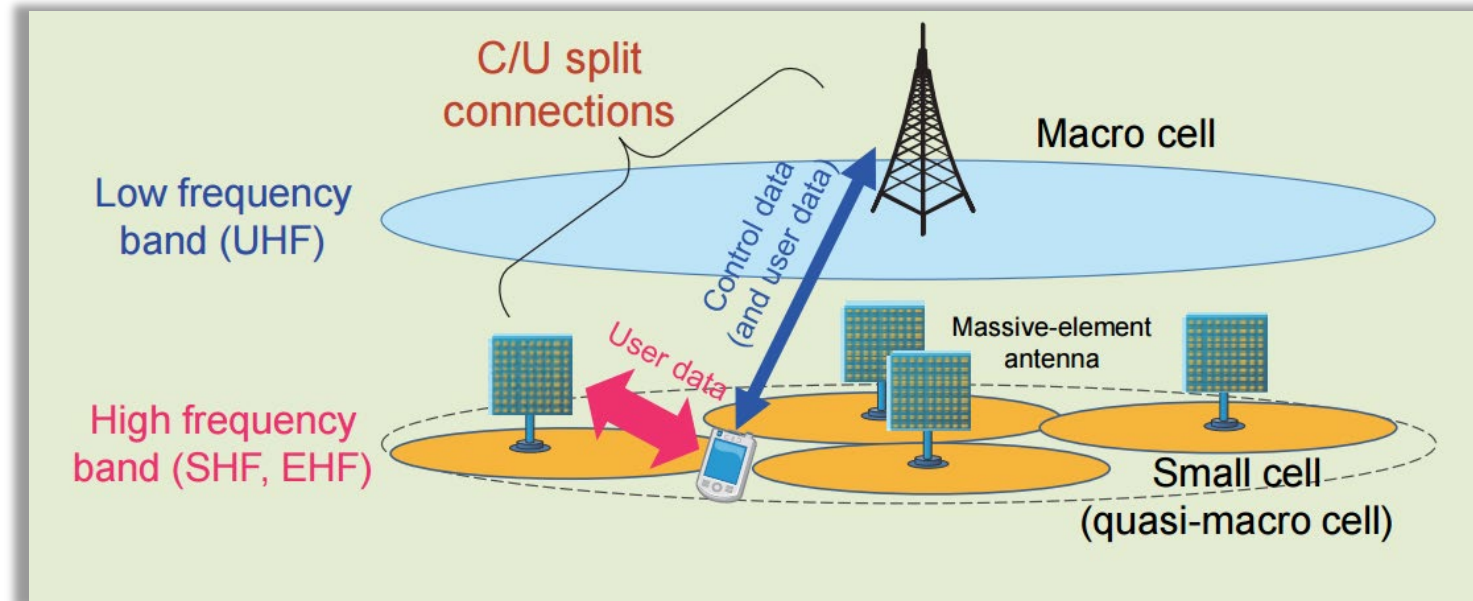 C/U split
connections
Macro cell
Low frequency
band (UHF)
Control data
(and user data)
Massive-element
antenna
User data
High frequency
band (SHF, EHF)
Small cell
(quasi-macro cell)